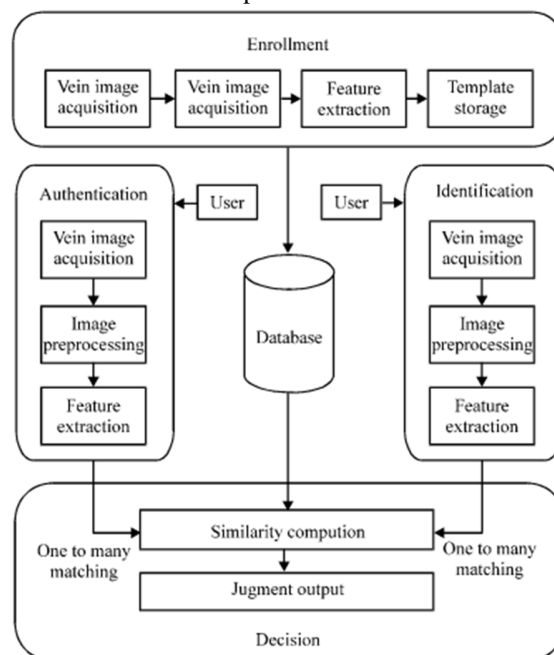 Enrollment
Vein image
acquisition
Vein image
acquisition
Feature
extraction
Template
storage
Authentication
User
User
Identification
Vein image
acquisition
Image
preprocessing
Feature
extraction
Database
Vein image
acquisition
Image
preprocessing
Feature
extraction
One to many
matching
Similarity compution
One to many
matching
Jugment output
Decision